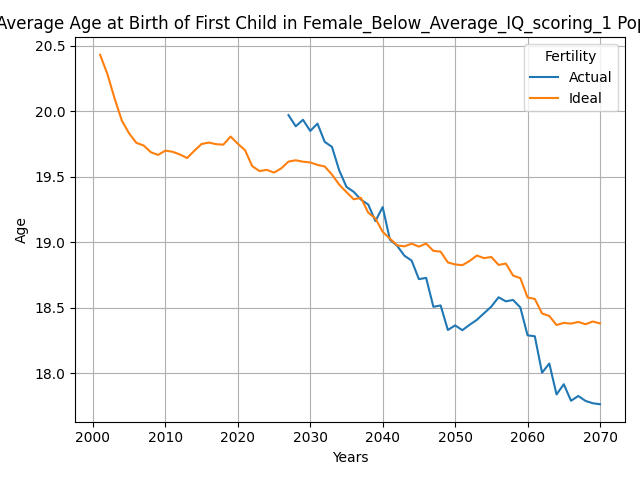 Average Age at Birth of First Child in Female_Below_Average_IQ_scoring_1 Pop
Fertility
Actual
Ideal
20.5
20.0
19.5
19.0
18.5
18.0
Age
2000 2010 2020 2030 2040 2050 2060 2070
Years